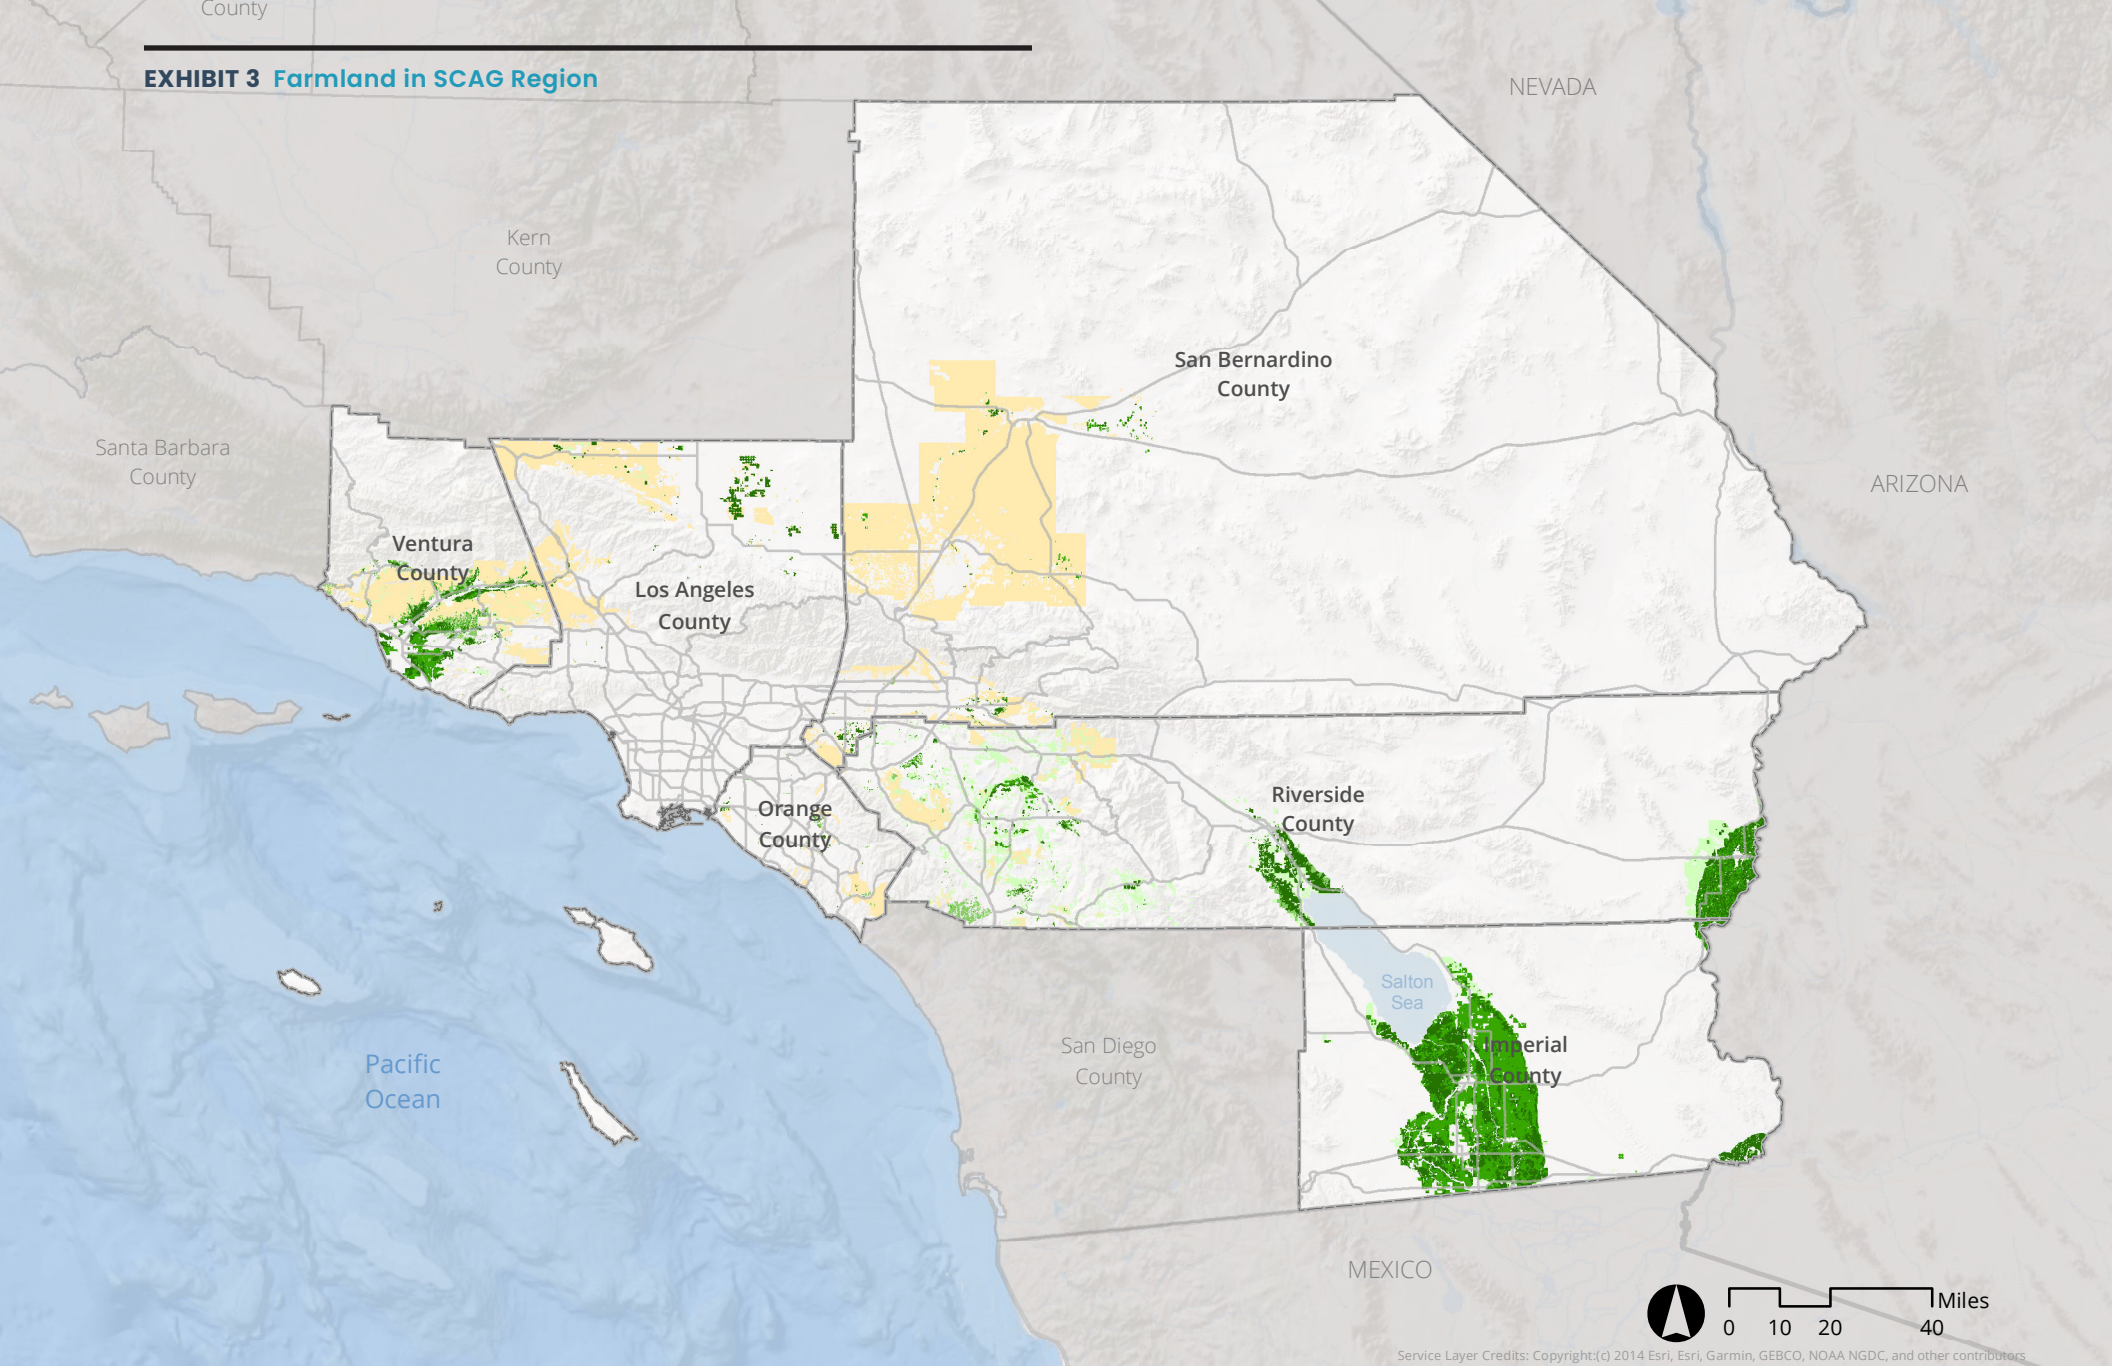 County
EXHIBIT 3 Farmland in SCAG Region
NEVADA
Kern
County
San Bernardino
County
Santa Barbara
County
ARIZONA
Ventura
County
Los Angeles
County
Riverside
County
Orange
County
Salton
Sea
Imperial
County
San Diego
County
Pacific
Ocean
MEXICO
Miles
0 10 20 40
Service Layer Credits: Copyright:(c) 2014 Esri, Esri, Garmin, GEBCO, NOAA NGDC, and other contributors